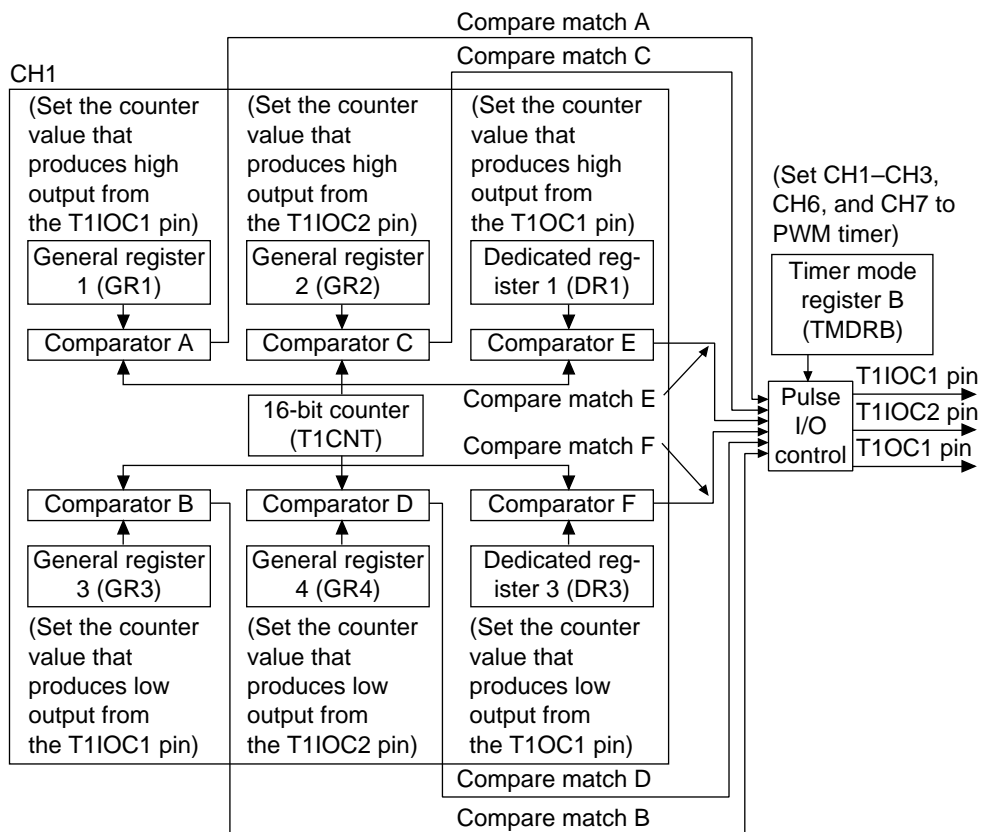 Compare match A
Compare match C
CH1
(Set the counter
value that
produces high
output from
the T1IOC1 pin)
(Set the counter
value that
produces high
output from
the T1IOC2 pin)
(Set the counter
value that
produces high
output from
the T1OC1 pin)
(Set CH1–CH3,
CH6, and CH7 to
PWM timer)
General register
1 (GR1)
General register
2 (GR2)
Dedicated reg-
ister 1 (DR1)
Timer mode
register B
(TMDRB)
Comparator A
Comparator C
Comparator E
Compare match E
16-bit counter
(T1CNT)
Compare match F
Pulse
I/O
control
T1IOC1 pin
T1IOC2 pin
T1OC1 pin
Comparator B
Comparator D
Comparator F
General register
3 (GR3)
General register
4 (GR4)
Dedicated reg-
ister 3 (DR3)
(Set the counter
value that
produces low
output from
the T1IOC1 pin)
(Set the counter
value that
produces low
output from
the T1IOC2 pin)
(Set the counter
value that
produces low
output from
the T1OC1 pin)
Compare match D
Compare match B